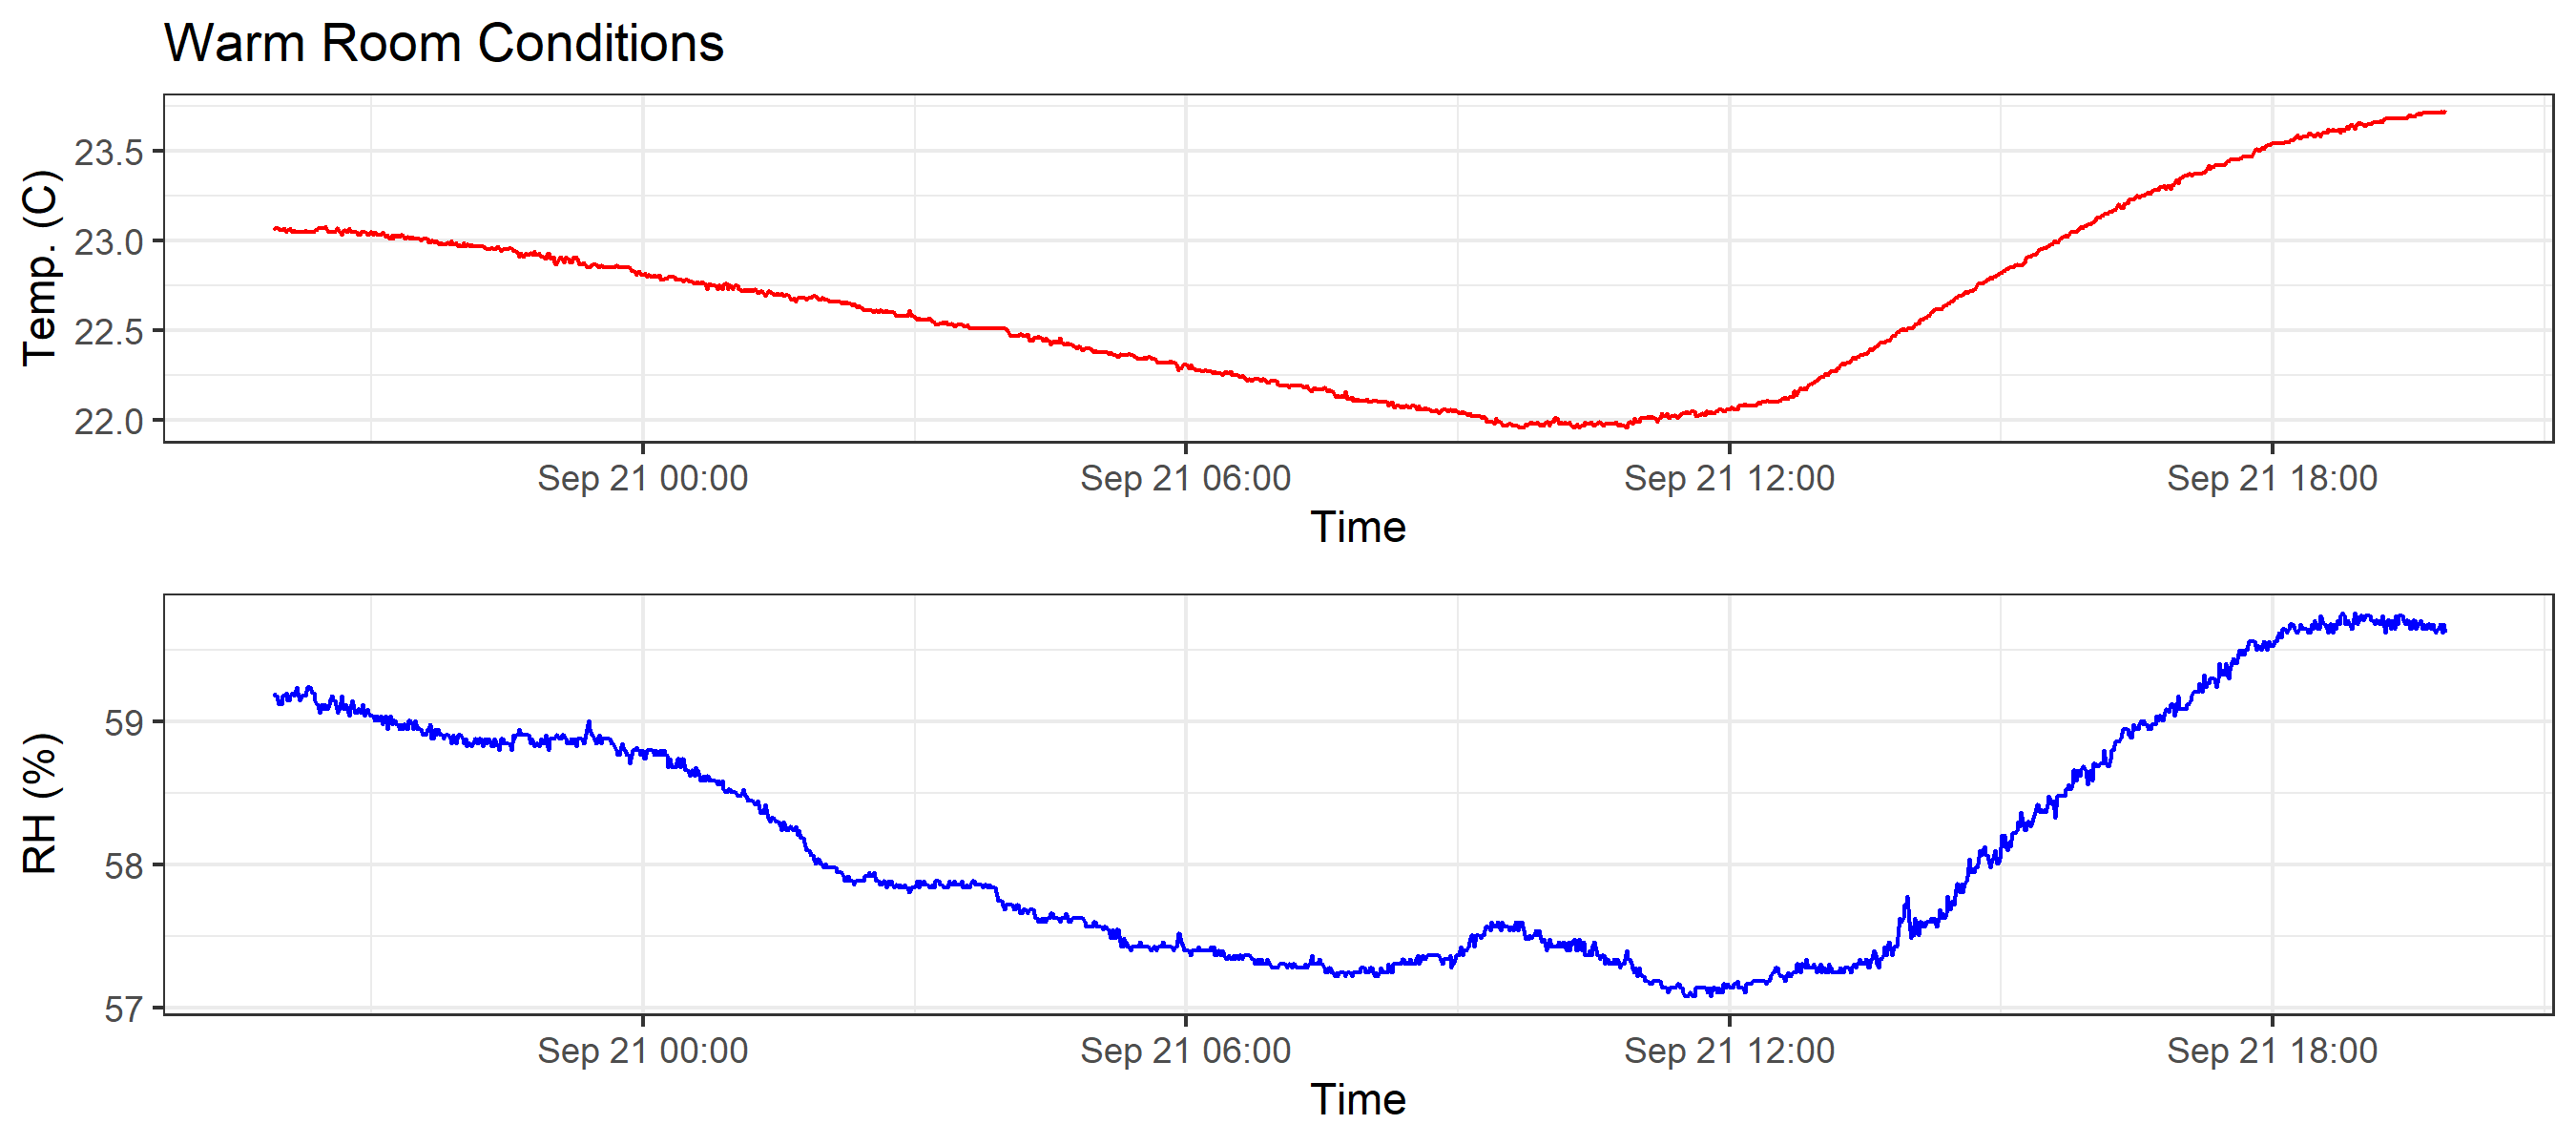 Warm Room Conditions
Temp. (C)
23.5
23.0
22.5
22.0
Sep 21 00:00 Sep 21 06:00 Sep 21 12:00 Sep 21 18:00
Time
RH (%)
59
58
57
Sep 21 00:00 Sep 21 06:00 Sep 21 12:00 Sep 21 18:00
Time